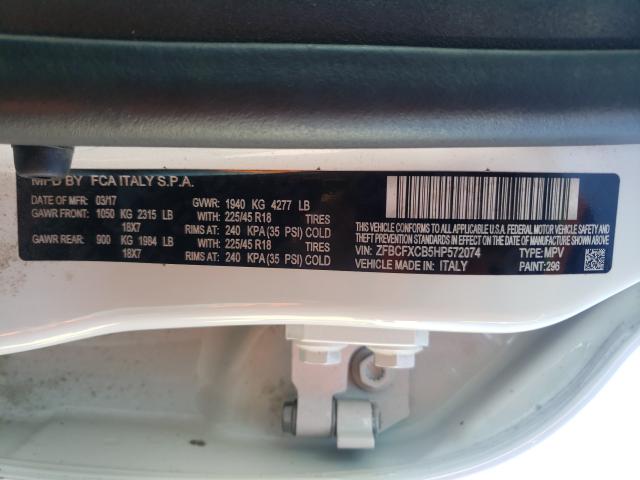 MFD BY FCA ITALY S.P.A.
DATE OF MFR: 03/17 GVWR: 1940 KG 4277 LB
GAWR FRONT: 1050 KG 2315 LB WITH: 225/45 R18 TIRES
18X7 RIMS AT: 240 KPA (35 PSI) COLD
GAWR REAR: 900 KG 1984 LB WITH: 225/45 R18 TIRES
18X7 RIMS AT: 240 KPA (35 PSI) COLD
THIS VEHICLE CONFORMS TO ALL APPLICABLE U.S.A. FEDERAL MOTOR
VEHICLE SAFETY, BUMPER, AND THEFT PREVENTION STANDARDS
IN EFFECT ON THE DATE OF MANUFACTURE SHOWN ABOVE.
VIN: ZFBCFXCB5HP572074 TYPE: MPV
VEHICLE MADE IN: ITALY PAINT: 296